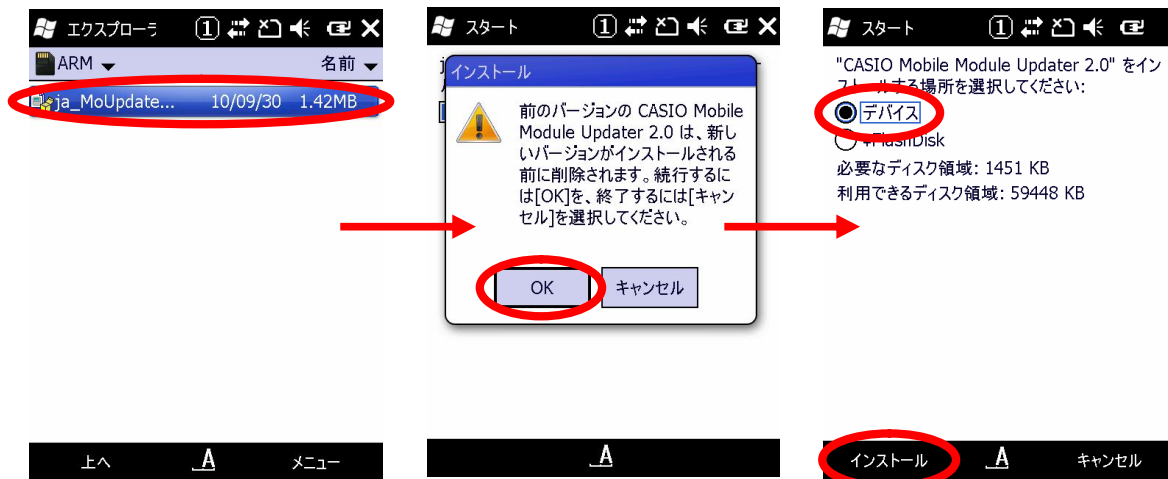 エクスプローラ
1
ARM
名前
ja_MoUpdate... 10/09/30 1.42MB
上へ
A
メニュー
スタート
1
インストール
前のバージョンの CASIO Mobile
Module Updater 2.0 は、新し
いバージョンがインストールされる
前に削除されます。続行するに
は[OK]を、終了するには[キャン
セル]を選択してください。
OK
キャンセル
A
スタート
1
"CASIO Mobile Module Updater 2.0" をイン
ストールする場所を選択してください:
デバイス
¥FlashDisk
必要なディスク領域: 1451 KB
利用できるディスク領域: 59448 KB
インストール
A
キャンセル